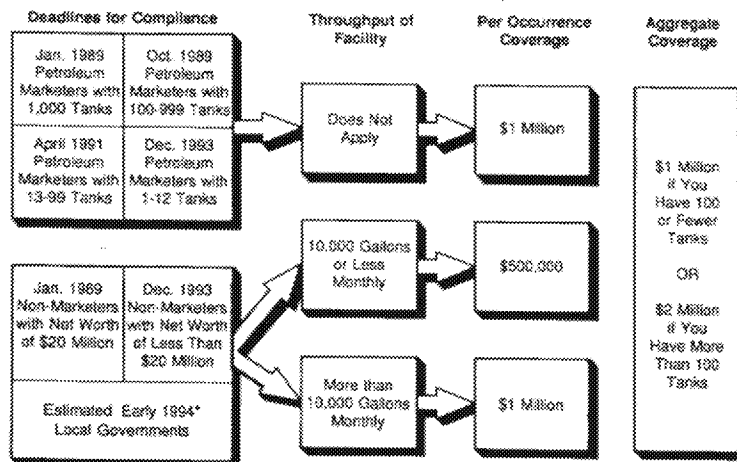 Deadlines for Compliance
Throughput of
Facility
Per Occurrence
Coverage
Aggregate
Coverage
Jan. 1989
Petroleum
Marketers with
1,000 Tanks
Oct. 1989
Petroleum
Marketers with
100-999 Tanks
April 1991
Petroleum
Marketers with
13-99 Tanks
Dec. 1993
Petroleum
Marketers with
1-12 Tanks
Does Not
Apply
$1 Million
Jan. 1989
Non-Marketers
with Net Worth
of $20 Million
Dec. 1993
Non-Marketers
with Net Worth
of Less Than
$20 Million
Estimated Early 1994*
Local Governments
10,000 Gallons
or Less
Monthly
$500,000
More than
10,000 Gallons
Monthly
$1 Million
$1 Million
if You
Have 100
or Fewer
Tanks
OR
$2 Million
if You
Have More
Than 100
Tanks